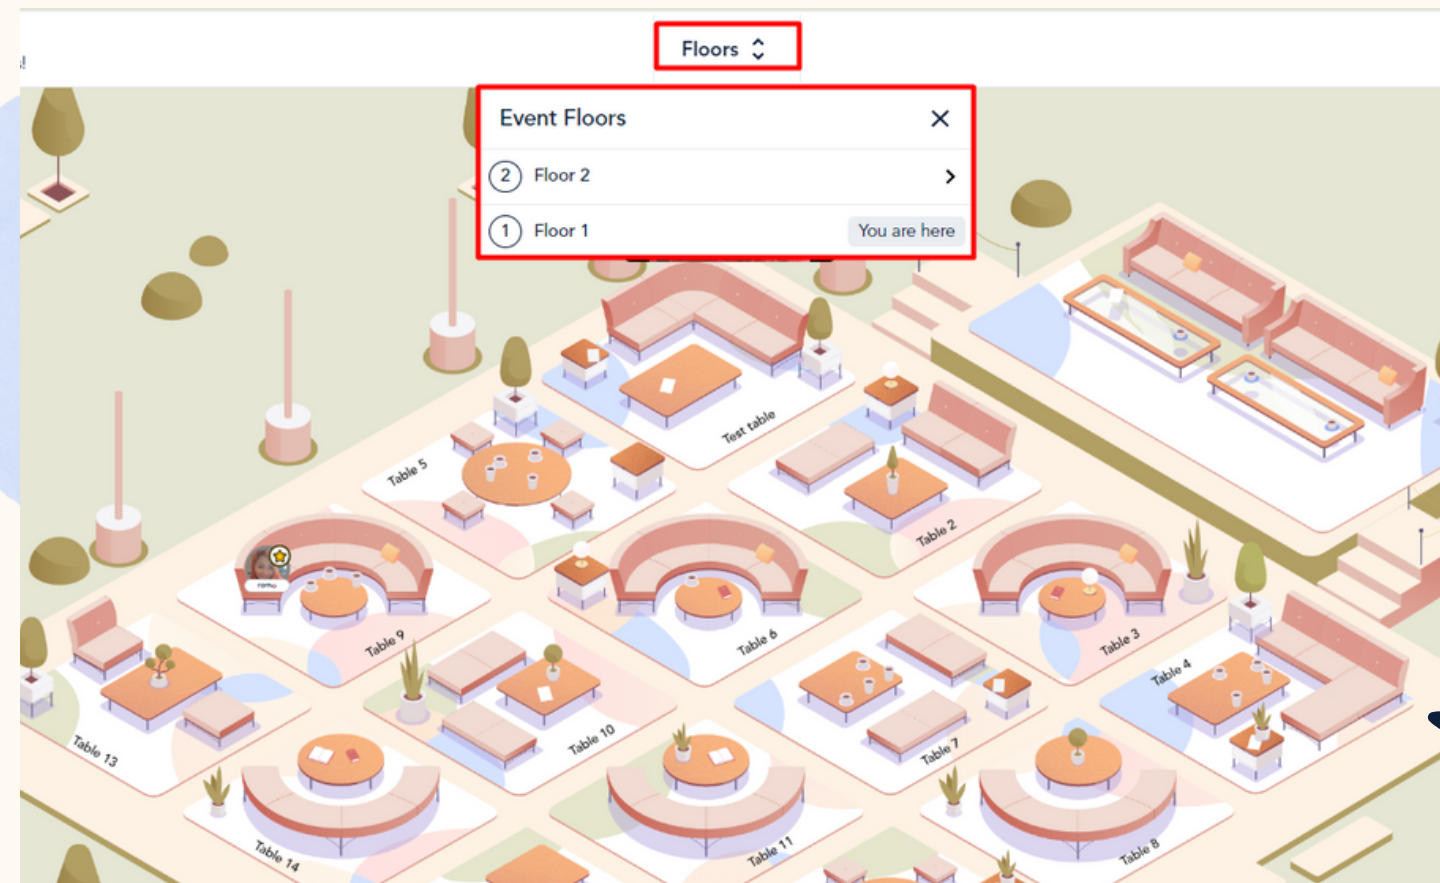 s!
Floors
Event Floors
2 Floor 2
1 Floor 1 You are here
Test table
Table 5
Table 2
Table 9
Table 6
Table 3
Table 4
Table 13
Table 10
Table 7
Table 14
Table 11
Table 8